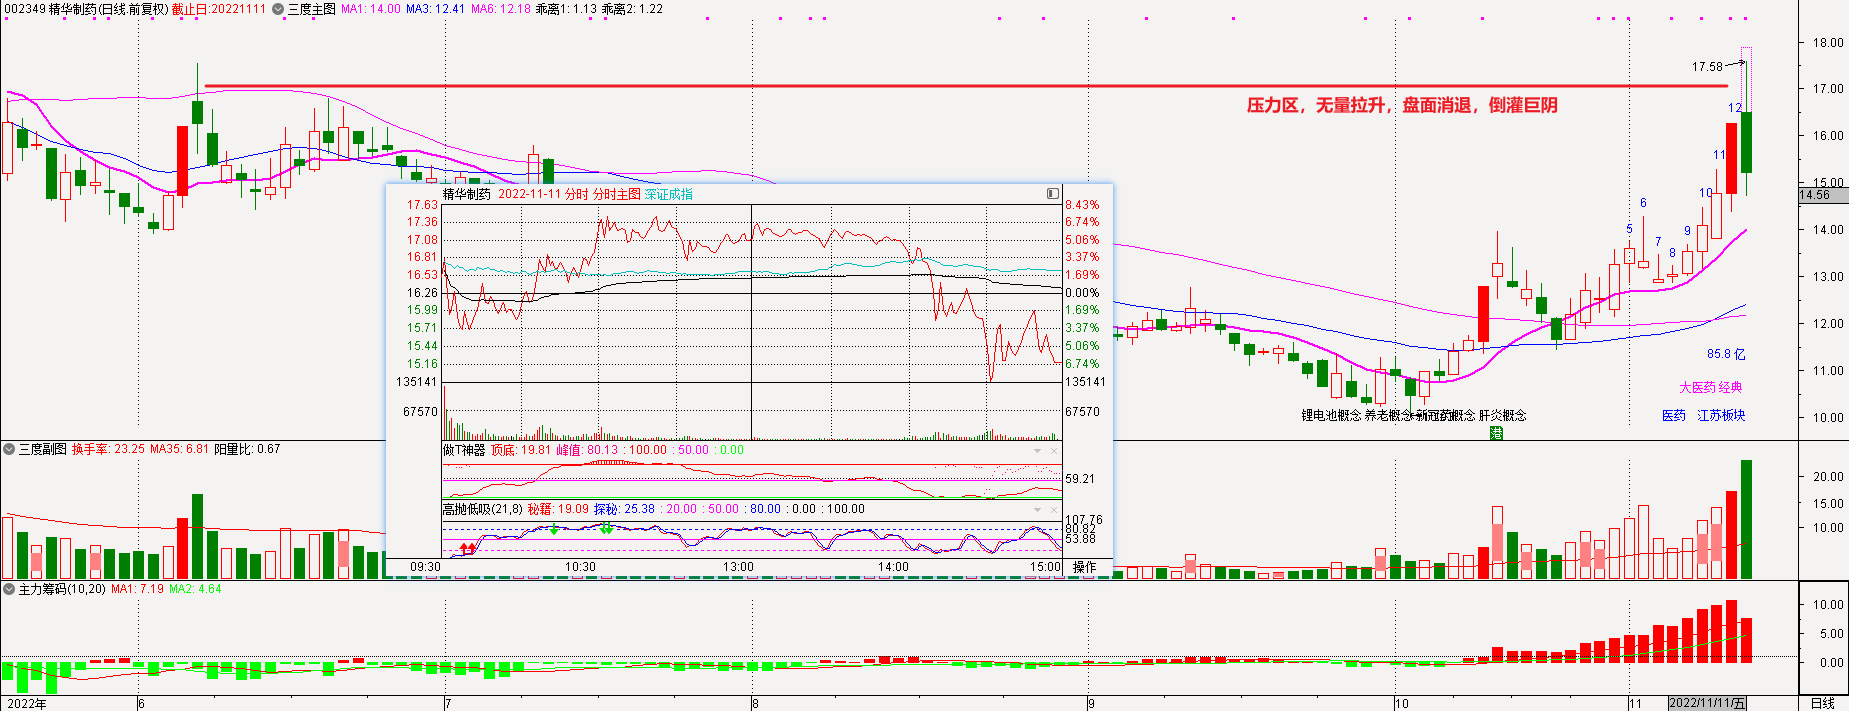 002349 精华制药(日线.前复权) 截止日:20221111 三度主图 MA1: 14.00 MA3: 12.41 MA6: 12.18 乖离1: 1.13 乖离2: 1.22
18.00
17.58
17.00
压力区，无量拉升，盘面消退，倒灌巨阴
12
16.00
11
15.00
14.56
10
6
5
7
8
9
14.00
13.00
12.00
85.8 亿
11.00
大医药 经典
10.00
锂电池概念 养老概念 肝炎概念
医药 江苏板块
港
精华制药 2022-11-11 分时 分时主图 深证成指
17.63 8.43%
17.36 6.74%
17.08 5.06%
16.81 3.37%
16.53 1.69%
16.26 0.00%
15.99 1.69%
15.71 3.37%
15.44 5.06%
15.16 6.74%
135141 135141
67570 67570
做T神器 顶底: 19.81 峰值: 80.13 : 100.00 : 50.00 : 0.00
59.21
高抛低吸(21,8) 秘籍: 19.09 探秘: 25.38 : 20.00 : 50.00 : 80.00 : 0.00 : 100.00
107.76
80.82
53.88
09:30 10:30 13:00 14:00 15:00 操作
三度副图 换手率: 23.25 MA35: 6.81 阳量比: 0.67
20.00
15.00
10.00
主力筹码(10,20) MA1: 7.19 MA2: 4.64
10.00
5.00
0.00
2022年 6 7 8 9 10 11 2022/11/11/五 日线